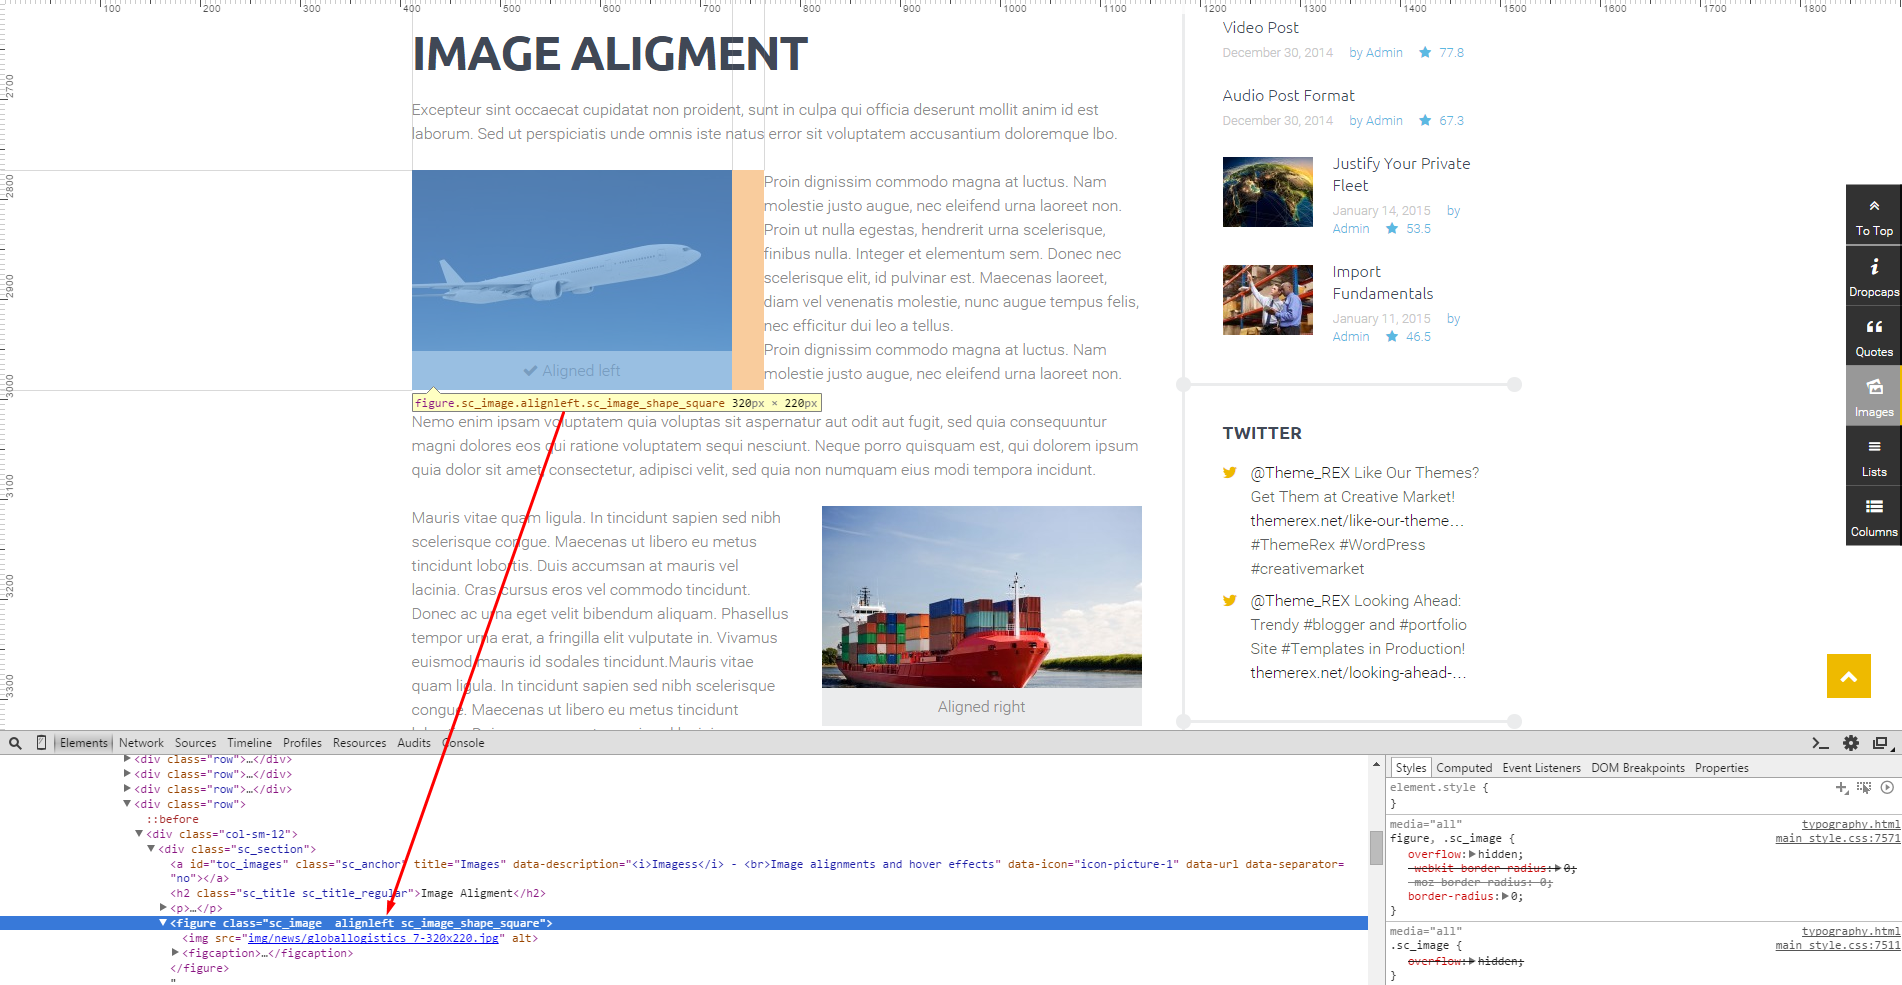 100 200 300 400 500 600 700 800 900 1000 1100 1200 1300 1400 1500 1600 1700 1800
2700
2800
2900
3000
3100
3200
3300
IMAGE ALIGMENT
Excepteur sint occaecat cupidatat non proident, sunt in culpa qui officia deserunt mollit anim id est
laborum. Sed ut perspiciatis unde omnis iste natus error sit voluptatem accusantium doloremque lbo.
Proin dignissim commodo magna at luctus. Nam
molestie justo augue, nec eleifend urna laoreet non.
Proin ut nulla egestas, hendrerit urna scelerisque,
finibus nulla. Integer et elementum sem. Donec nec
scelerisque elit, id pulvinar est. Maecenas laoreet,
diam vel venenatis molestie, nunc augue tempus felis,
nec efficitur dui leo a tellus.
Proin dignissim commodo magna at luctus. Nam
molestie justo augue, nec eleifend urna laoreet non.
Aligned left
figure.sc_image.alignleft.sc_image_shape_square 320px × 220px
Nemo enim ipsam voluptatem quia voluptas sit aspernatur aut odit aut fugit, sed quia consequuntur
magni dolores eos qui ratione voluptatem sequi nesciunt. Neque porro quisquam est, qui dolorem ipsum
quia dolor sit amet, consectetur, adipisci velit, sed quia non numquam eius modi tempora incidunt.
Mauris vitae quam ligula. In tincidunt sapien sed nibh
scelerisque congue. Maecenas ut libero eu metus
tincidunt lobortis. Duis accumsan at mauris vel
lacinia. Cras cursus eros vel commodo tincidunt.
Donec ac urna eget velit bibendum aliquam. Phasellus
tempor urna erat, a fringilla elit vulputate in. Vivamus
euismod mauris id sodales tincidunt.Mauris vitae
quam ligula. In tincidunt sapien sed nibh scelerisque
congue. Maecenas ut libero eu metus tincidunt
Aligned right
Video Post
December 30, 2014 by Admin 77.8
Audio Post Format
December 30, 2014 by Admin 67.3
Justify Your Private
Fleet
January 14, 2015 by
Admin 53.5
Import
Fundamentals
January 11, 2015 by
Admin 46.5
TWITTER
@Theme_REX Like Our Themes?
Get Them at Creative Market!
themerex.net/like-our-theme…
#ThemeRex #WordPress
#creativemarket
@Theme_REX Looking Ahead:
Trendy #blogger and #portfolio
Site #Templates in Production!
themerex.net/looking-ahead-…
To Top
Dropcaps
Quotes
Images
Lists
Columns
Elements Network Sources Timeline Profiles Resources Audits Console
<div class="row">…</div>
<div class="row">…</div>
<div class="row">…</div>
<div class="row">
::before
<div class="col-sm-12">
<div class="sc_section">
<a id="toc_images" class="sc_anchor" title="Images" data-description="<i>Imagess</i> - <br>Image alignments and hover effects" data-icon="icon-picture-1" data-url data-separator=
"no"></a>
<h2 class="sc_title sc_title_regular">Image Aligment</h2>
<p>…</p>
<figure class="sc_image  alignleft sc_image_shape_square">
<img src="img/news/globallogistics_7-320x220.jpg" alt>
<figcaption>…</figcaption>
</figure>
"
Styles Computed Event Listeners DOM Breakpoints Properties
element.style {
}
media="all" typography.html
figure, .sc_image { main_style.css:7571
overflow: hidden;
-webkit-border-radius: 0;
-moz-border-radius: 0;
border-radius: 0;
}
media="all" typography.html
.sc_image { main_style.css:7511
overflow: hidden;
}